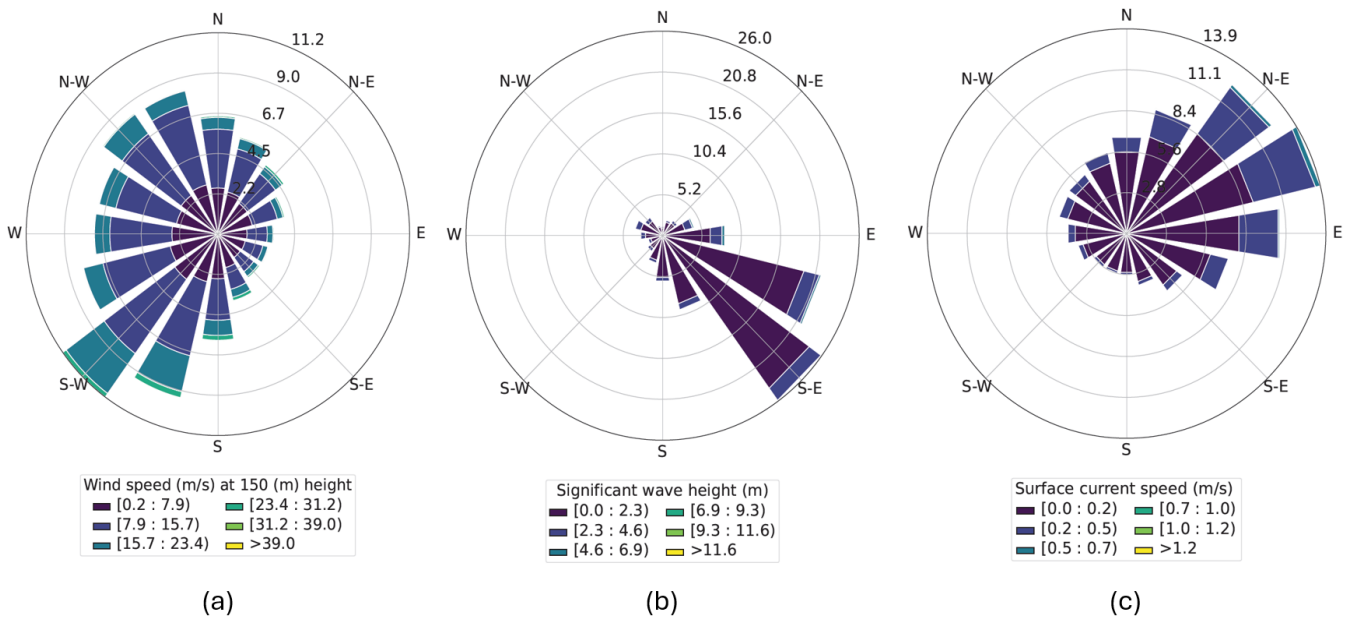 N
11.2
N-W
9.0
N-E
6.7
4.5
2.2
W
E
S-W
S-E
S
Wind speed (m/s) at 150 (m) height
[0.2 : 7.9)
[23.4 : 31.2)
[7.9 : 15.7)
[31.2 : 39.0)
[15.7 : 23.4)
>39.0
(a)
N
26.0
N-W
20.8
N-E
15.6
10.4
5.2
W
E
S-W
S-E
S
Significant wave height (m)
[0.0 : 2.3)
[6.9 : 9.3)
[2.3 : 4.6)
[9.3 : 11.6)
[4.6 : 6.9)
>11.6
(b)
N
13.9
N-W
11.1
N-E
8.4
W
E
S-W
S-E
S
Surface current speed (m/s)
[0.0 : 0.2)
[0.7 : 1.0)
[0.2 : 0.5)
[1.0 : 1.2)
[0.5 : 0.7)
>1.2
(c)